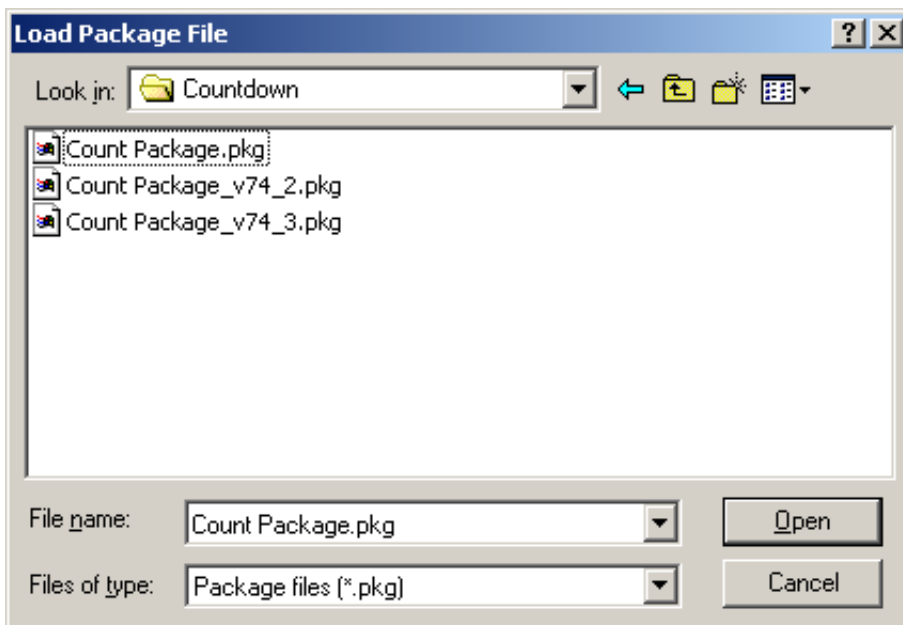 Load Package File
Look in: Countdown
Count Package.pkg
Count Package_v74_2.pkg
Count Package_v74_3.pkg
File name: Count Package.pkg Open
Files of type: Package files (*.pkg) Cancel